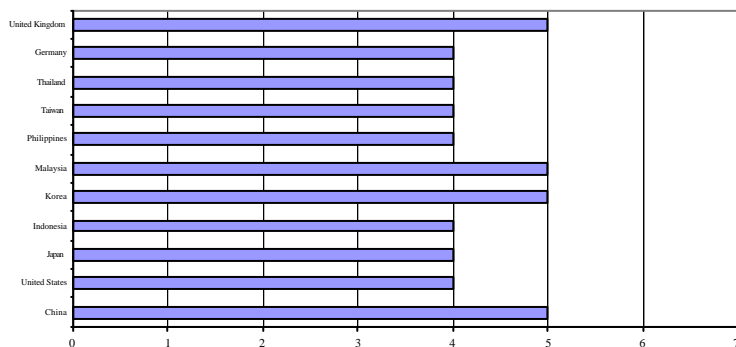 United Kingdom
Germany
Thailand
Taiwan
Philippines
Malaysia
Korea
Indonesia
Japan
United States
China
0 1 2 3 4 5 6 7